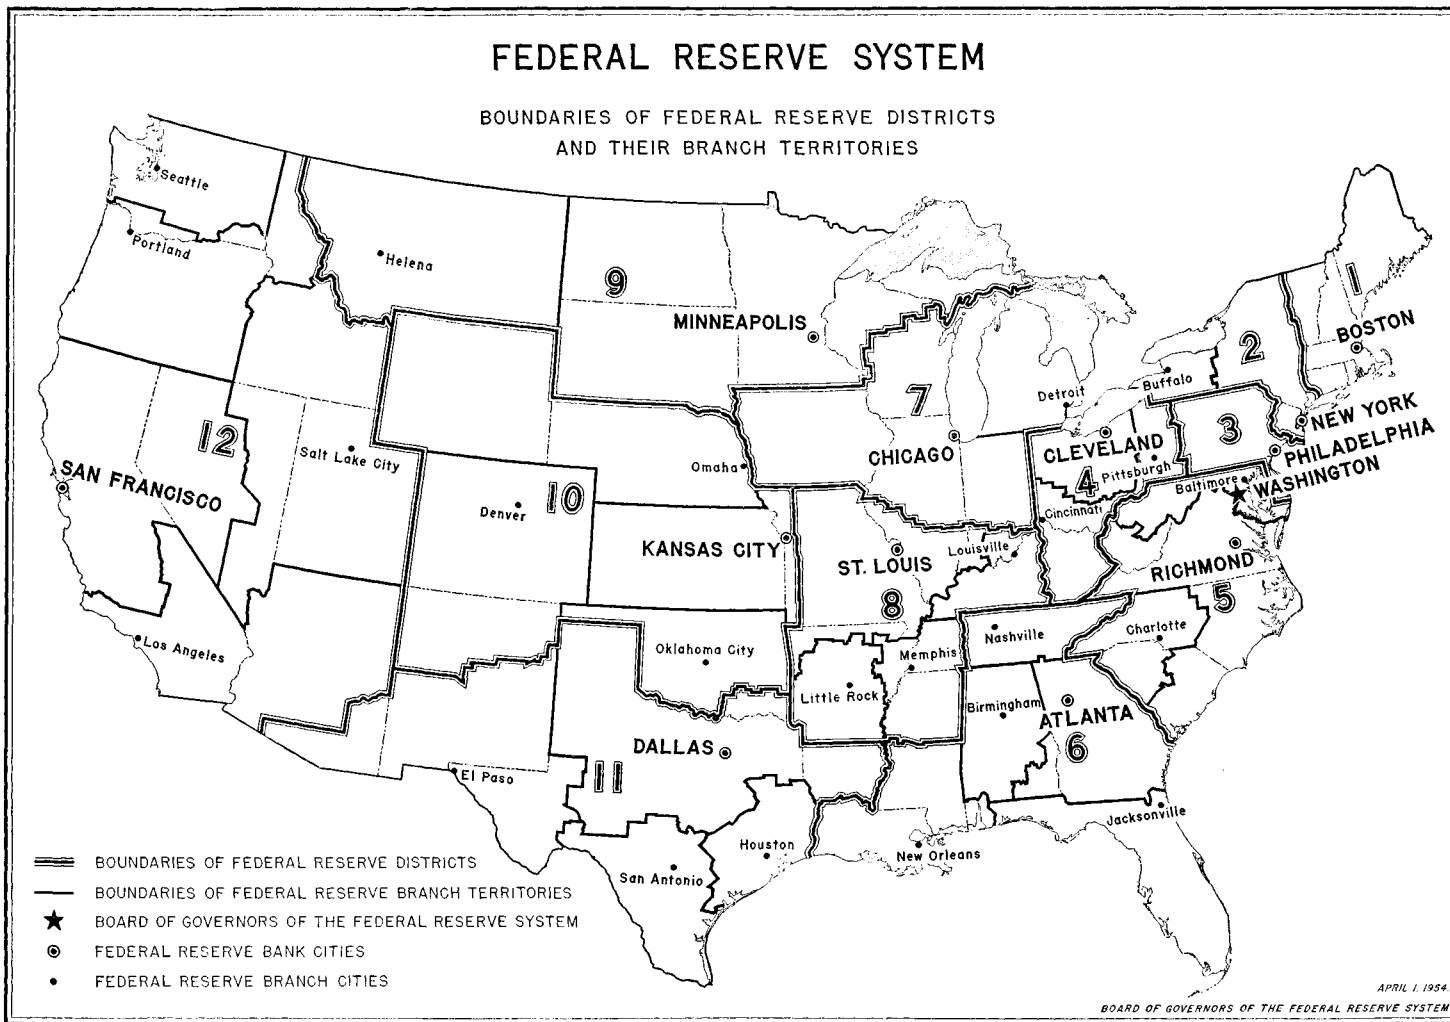 FEDERAL RESERVE SYSTEM
BOUNDARIES OF FEDERAL RESERVE DISTRICTS
AND THEIR BRANCH TERRITORIES
Seattle
Portland
Helena
9
MINNEAPOLIS
1
BOSTON
2
Buffalo
7
Detroit
NEW YORK
3
PHILADELPHIA
12
Salt Lake City
CHICAGO
CLEVELAND
Pittsburgh
4
WASHINGTON
Baltimore
SAN FRANCISCO
Omaha
10
Denver
Cincinnati
KANSAS CITY
ST. LOUIS
Louisville
RICHMOND
8
5
Los Angeles
Oklahoma City
Nashville
Charlotte
Memphis
Little Rock
Birmingham
ATLANTA
6
DALLAS
El Paso
11
Jacksonville
Houston
New Orleans
San Antonio
BOUNDARIES OF FEDERAL RESERVE DISTRICTS
BOUNDARIES OF FEDERAL RESERVE BRANCH TERRITORIES
BOARD OF GOVERNORS OF THE FEDERAL RESERVE SYSTEM
FEDERAL RESERVE BANK CITIES
FEDERAL RESERVE BRANCH CITIES
APRIL 1, 1954.
BOARD OF GOVERNORS OF THE FEDERAL RESERVE SYSTEM